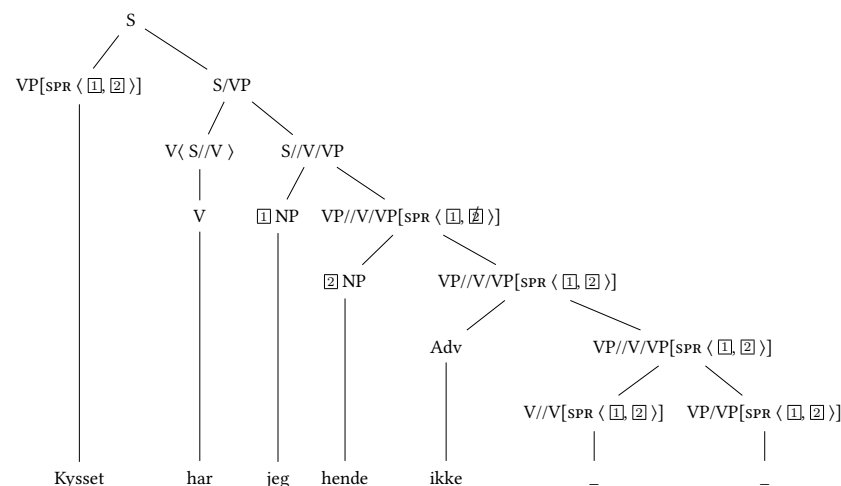 S
VP[SPR ⟨ 1, 2 ⟩] S/VP
V⟨ S//V ⟩ S//V/VP
V 1 NP VP//V/VP[SPR ⟨ 1, 2̸ ⟩]
2 NP VP//V/VP[SPR ⟨ 1, 2 ⟩]
Adv VP//V/VP[SPR ⟨ 1, 2 ⟩]
V//V[SPR ⟨ 1, 2 ⟩] VP/VP[SPR ⟨ 1, 2 ⟩]
Kysset har jeg hende ikke _ _